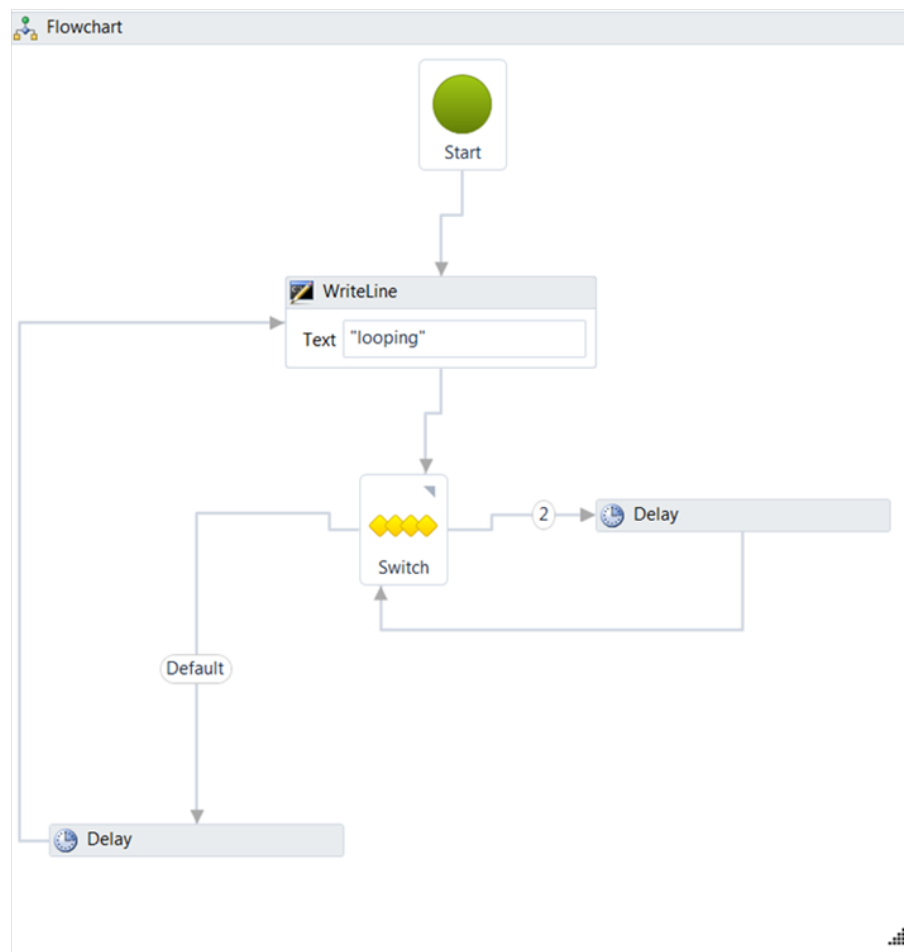 Flowchart
Start
WriteLine
Text "looping"
2
Delay
Switch
Default
Delay